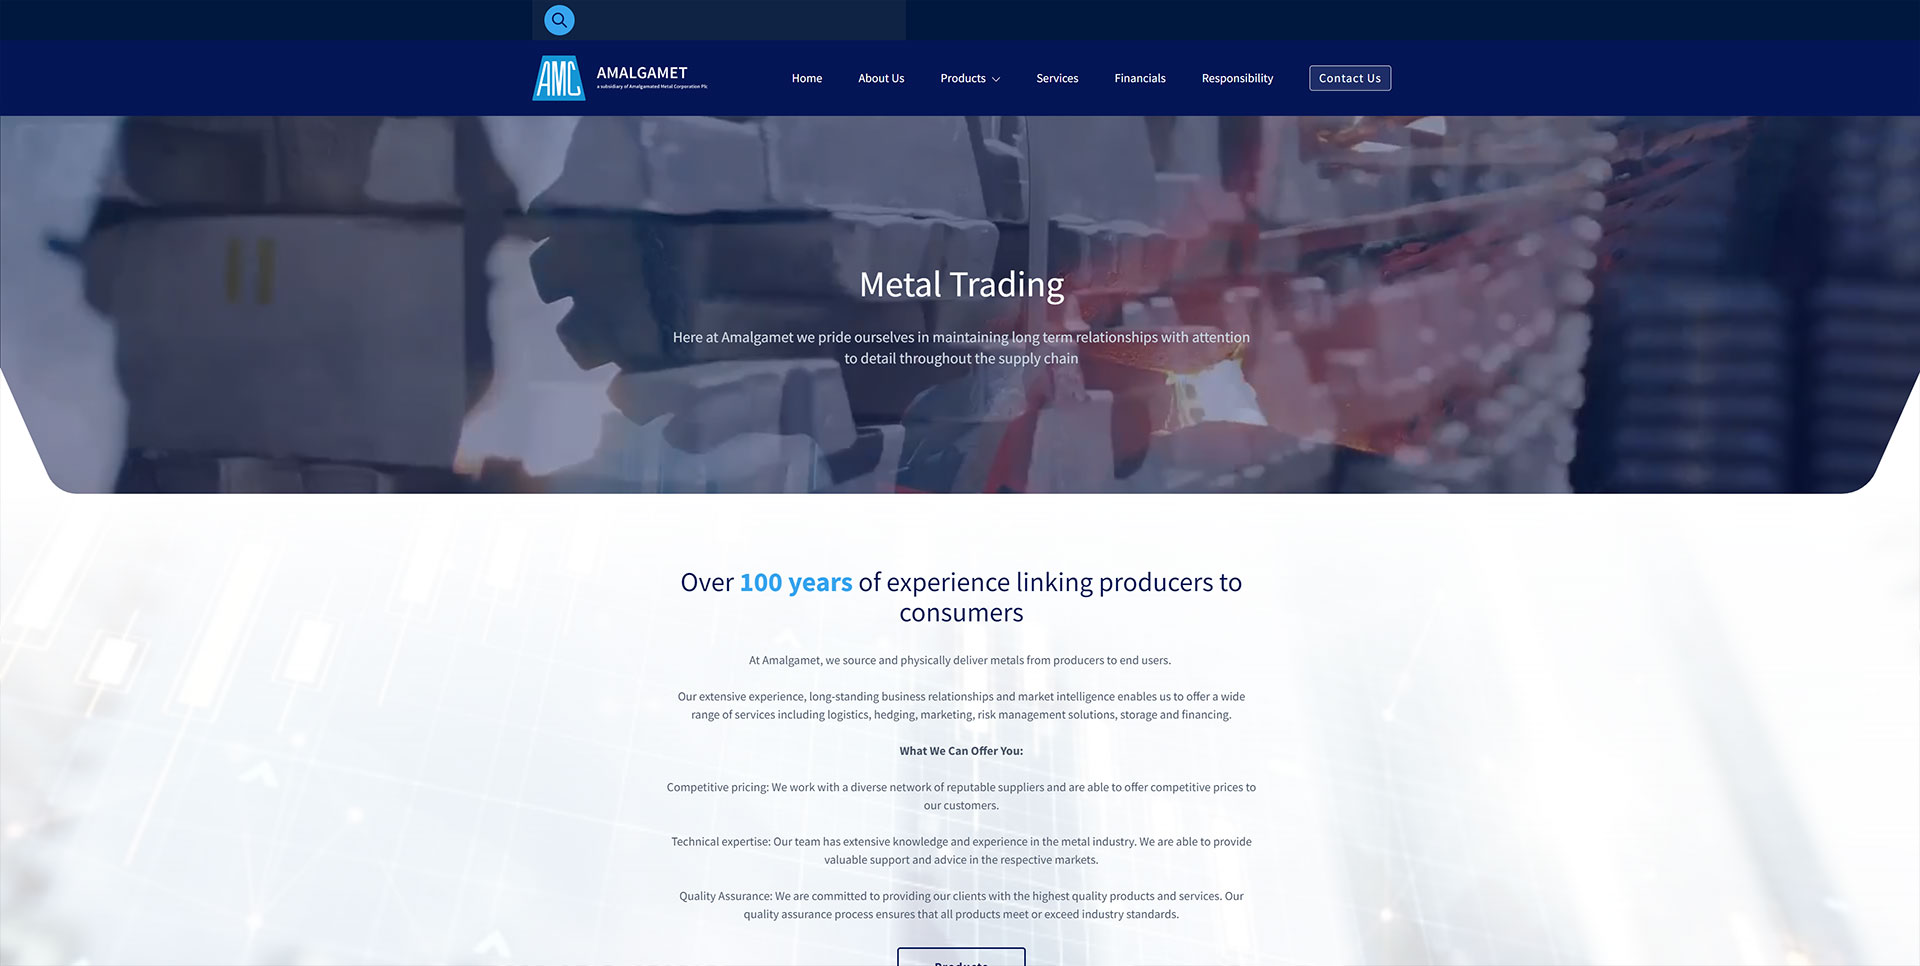 AMC
AMALGAMET
a subsidiary of Amalgamated Metal Corporation Plc
Home
About Us
Products
Services
Financials
Responsibility
Contact Us
Metal Trading
Here at Amalgamet we pride ourselves in maintaining long term relationships with attention
to detail throughout the supply chain
Over 100 years of experience linking producers to
consumers
At Amalgamet, we source and physically deliver metals from producers to end users.
Our extensive experience, long-standing business relationships and market intelligence enables us to offer a wide
range of services including logistics, hedging, marketing, risk management solutions, storage and financing.
What We Can Offer You:
Competitive pricing: We work with a diverse network of reputable suppliers and are able to offer competitive prices to
our customers.
Technical expertise: Our team has extensive knowledge and experience in the metal industry. We are able to provide
valuable support and advice in the respective markets.
Quality Assurance: We are committed to providing our clients with the highest quality products and services. Our
quality assurance process ensures that all products meet or exceed industry standards.
Products